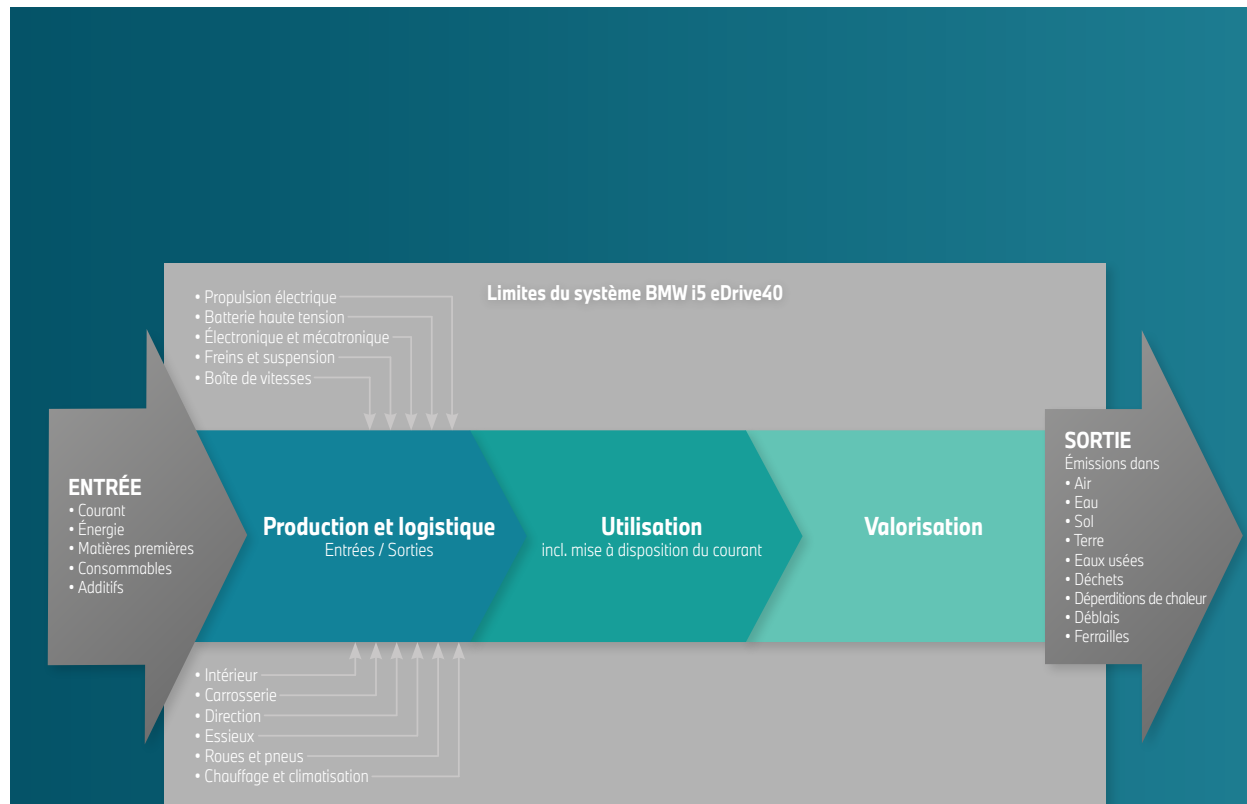 Limites du système BMW i5 eDrive40
• Propulsion électrique
• Batterie haute tension
• Électronique et mécatronique
• Freins et suspension
• Boîte de vitesses
ENTRÉE
• Courant
• Énergie
• Matières premières
• Consommables
• Additifs
Production et logistique
Entrées / Sorties
Utilisation
incl. mise à disposition du courant
Valorisation
SORTIE
Émissions dans
• Air
• Eau
• Sol
• Terre
• Eaux usées
• Déchets
• Déperditions de chaleur
• Déblais
• Ferrailles
• Intérieur
• Carrosserie
• Direction
• Essieux
• Roues et pneus
• Chauffage et climatisation